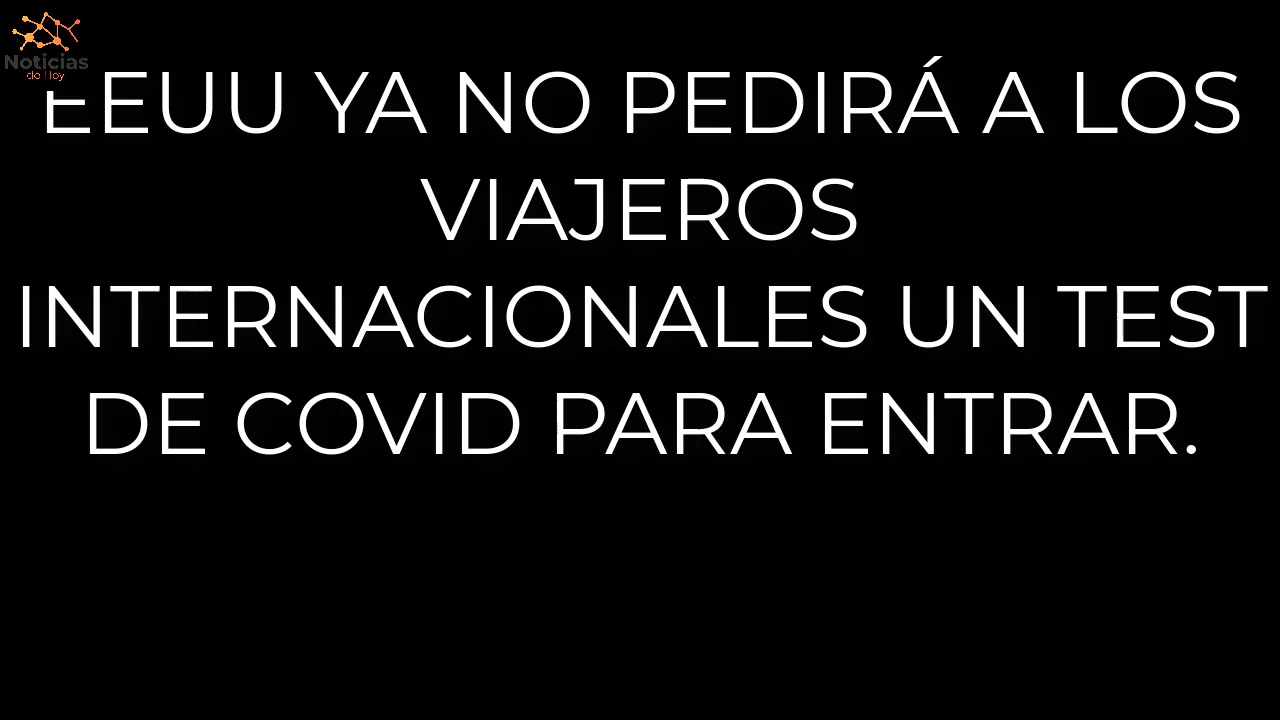 Noticias
de Hoy
EEUU YA NO PEDIRÁ A LOS
VIAJEROS
INTERNACIONALES UN TEST
DE COVID PARA ENTRAR.